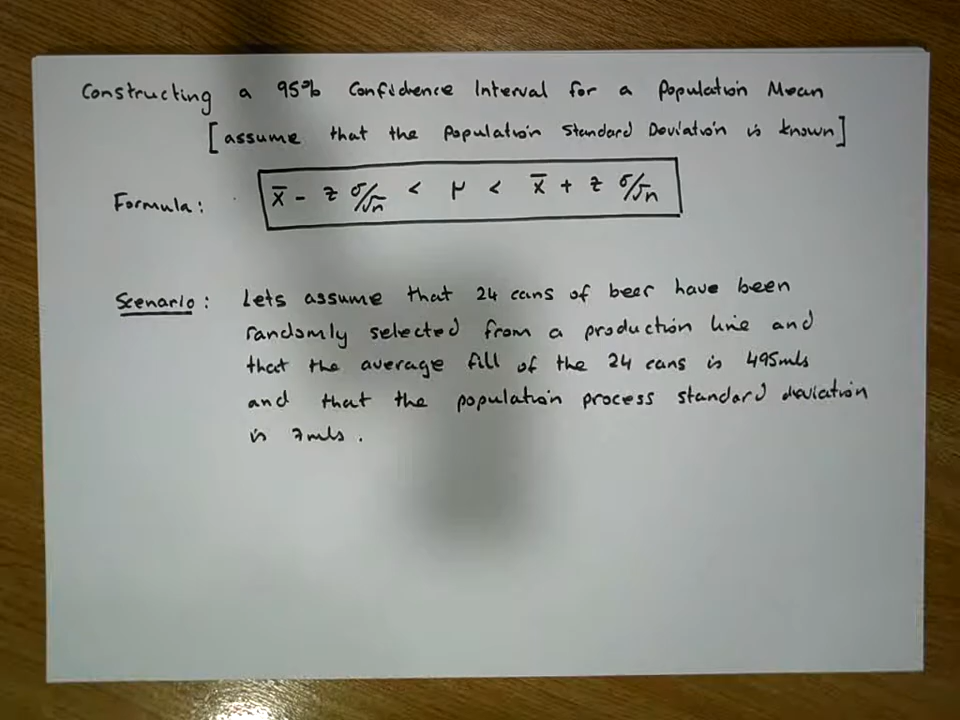 Constructing a 95% Confidence Interval for a Population Mean
[assume that the Population Standard Deviation is known]
Formula: x̄ - z σ/√n < μ < x̄ + z σ/√n
Scenario: Lets assume that 24 cans of beer have been
randomly selected from a production line and
that the average fill of the 24 cans is 495mls
and that the population process standard deviation
is 7mls.